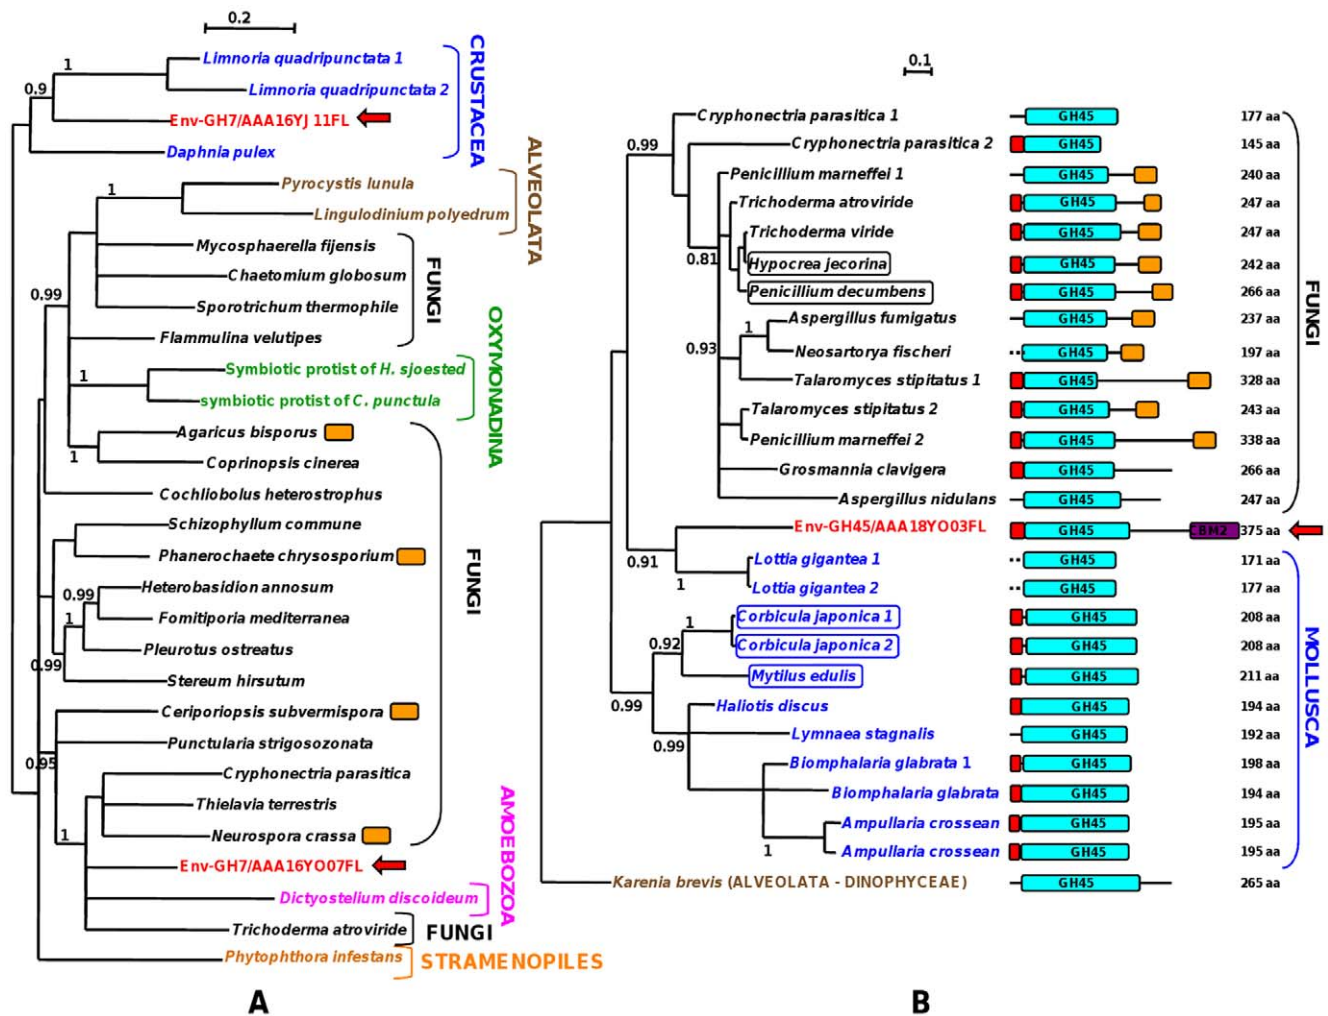 0.2
Limnoria quadripunctata 1
1
Limnoria quadripunctata 2
0.9
Env-GH7/AAA16YJ 11FL
Daphnia pulex
CRUSTACEA
Pyrocystis lunula
1
Lingulodinium polyedrum
ALVEOLATA
Mycosphaerella fijensis
Chaetomium globosum
0.99
Sporotrichum thermophile
Flammulina velutipes
FUNGI
Symbiotic protist of H. sjoested
1
symbiotic protist of C. punctula
OXYMONADINA
Agaricus bisporus
1
Coprinopsis cinerea
Cochliobolus heterostrophus
Schizophyllum commune
Phanerochaete chrysosporium
Heterobasidion annosum
0.99
Fomitiporia mediterranea
1
Pleurotus ostreatus
0.99
Stereum hirsutum
Ceriporiopsis subvermispora
Punctularia strigosozonata
0.95
Cryphonectria parasitica
Thielavia terrestris
1
Neurospora crassa
FUNGI
Env-GH7/AAA16YO07FL
Dictyostelium discoideum
AMOEBOZOA
Trichoderma atroviride
FUNGI
Phytophthora infestans
STRAMENOPILES
A
0.1
Cryphonectria parasitica 1 GH45 177 aa
0.99
Cryphonectria parasitica 2 GH45 145 aa
Penicillium marneffei 1 GH45 240 aa
Trichoderma atroviride GH45 247 aa
Trichoderma viride GH45 247 aa
0.81
Hypocrea jecorina GH45 242 aa
Penicillium decumbens GH45 266 aa
Aspergillus fumigatus GH45 237 aa
1
0.93
Neosartorya fischeri GH45 197 aa
Talaromyces stipitatus 1 GH45 328 aa
Talaromyces stipitatus 2 GH45 243 aa
Penicillium marneffei 2 GH45 338 aa
Grosmannia clavigera GH45 266 aa
Aspergillus nidulans GH45 247 aa
FUNGI
Env-GH45/AAA18YO03FL GH45 CBM2 375 aa
0.91
Lottia gigantea 1 GH45 171 aa
1
Lottia gigantea 2 GH45 177 aa
Corbicula japonica 1 GH45 208 aa
1
0.92
Corbicula japonica 2 GH45 208 aa
Mytilus edulis GH45 211 aa
0.99
Haliotis discus GH45 194 aa
Lymnaea stagnalis GH45 192 aa
0.99
Biomphalaria glabrata 1 GH45 198 aa
Biomphalaria glabrata GH45 194 aa
Ampullaria crossean GH45 195 aa
1
Ampullaria crossean GH45 195 aa
MOLLUSCA
Karenia brevis (ALVEOLATA - DINOPHYCEAE) GH45 265 aa
B